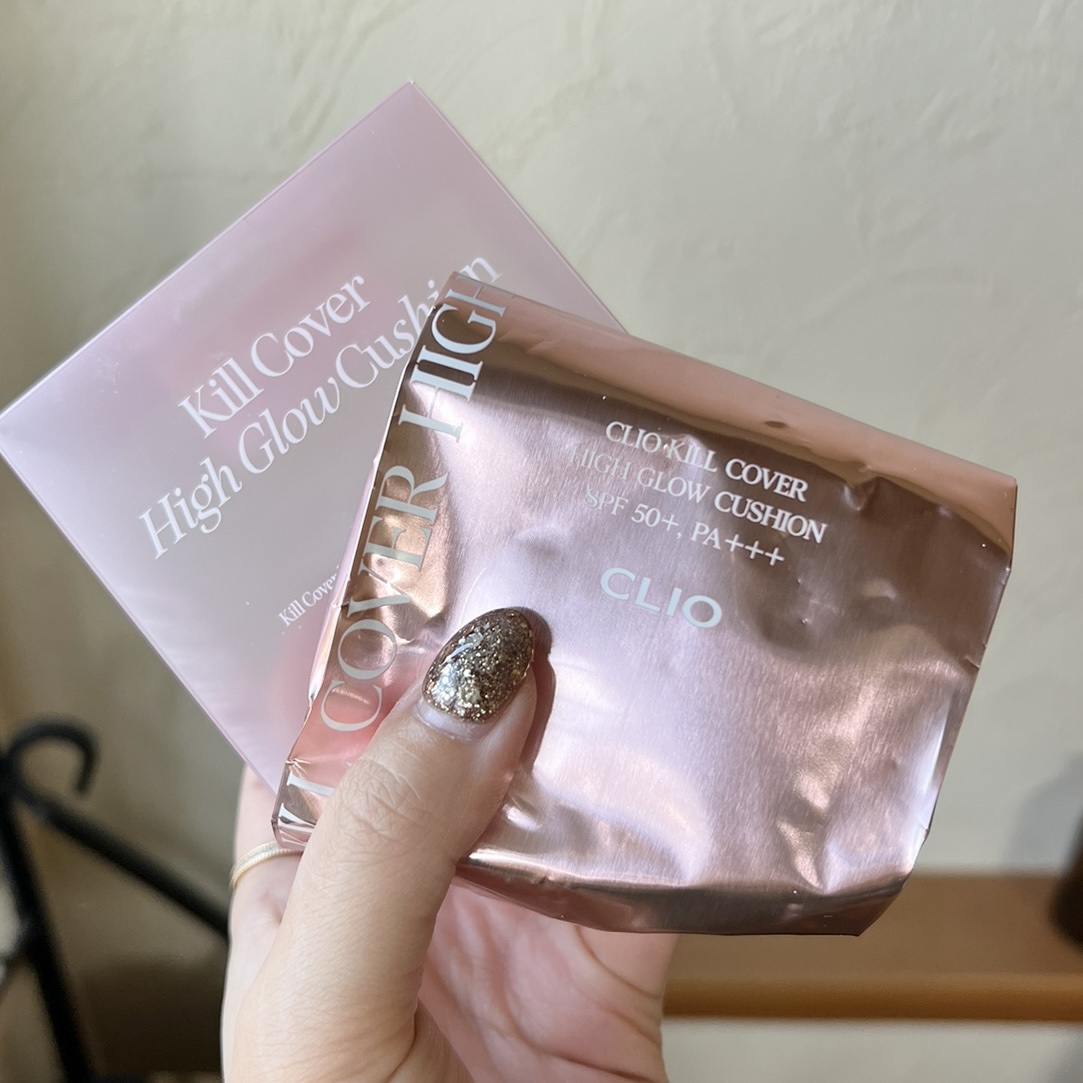 Kill Cover
High Glow Cushion
Kill Cover
COVER HIGH
CLIO•KILL COVER
HIGH GLOW CUSHION
SPF 50+, PA+++
CLIO